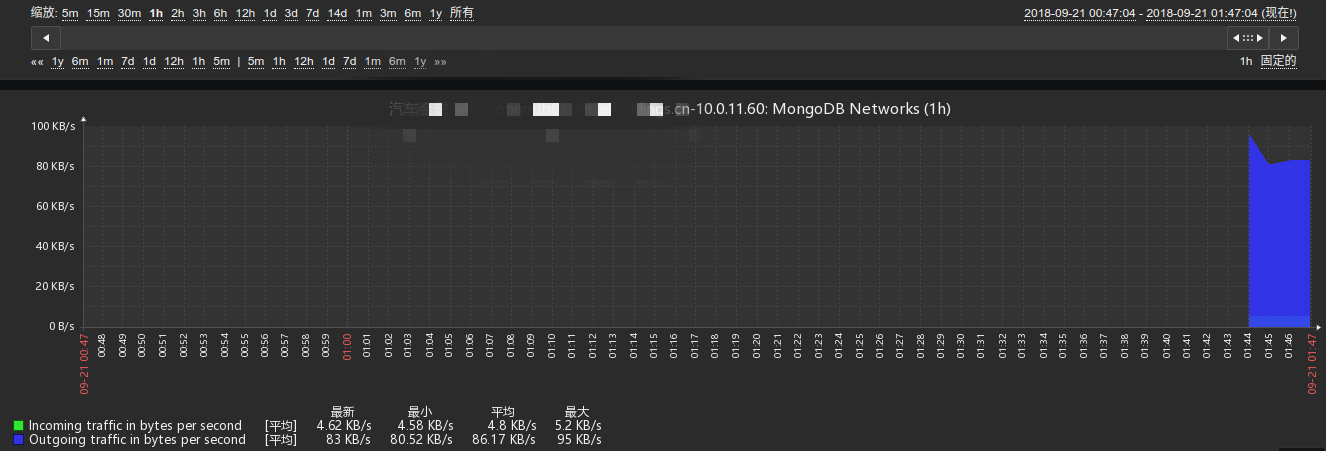 缩放: 5m 15m 30m 1h 2h 3h 6h 12h 1d 3d 7d 14d 1m 3m 6m 1y 所有
2018-09-21 00:47:04 - 2018-09-21 01:47:04 (现在!)
«« 1y 6m 1m 7d 1d 12h 1h 5m | 5m 1h 12h 1d 7d 1m 6m 1y »»
1h 固定的
.cn-10.0.11.60: MongoDB Networks (1h)
100 KB/s
80 KB/s
60 KB/s
40 KB/s
20 KB/s
0 B/s
09-21 00:47 00:48 00:49 00:50 00:51 00:52 00:53 00:54 00:55 00:56 00:57 00:58 00:59 01:00 01:01 01:02 01:03 01:04 01:05 01:06 01:07 01:08 01:09 01:10 01:11 01:12 01:13 01:14 01:15 01:16 01:17 01:18 01:19 01:20 01:21 01:22 01:23 01:24 01:25 01:26 01:27 01:28 01:29 01:30 01:31 01:32 01:33 01:34 01:35 01:36 01:37 01:38 01:39 01:40 01:41 01:42 01:43 01:44 01:45 01:46 09-21 01:47
最新 最小 平均 最大
Incoming traffic in bytes per second [平均] 4.62 KB/s 4.58 KB/s 4.8 KB/s 5.2 KB/s
Outgoing traffic in bytes per second [平均] 83 KB/s 80.52 KB/s 86.17 KB/s 95 KB/s